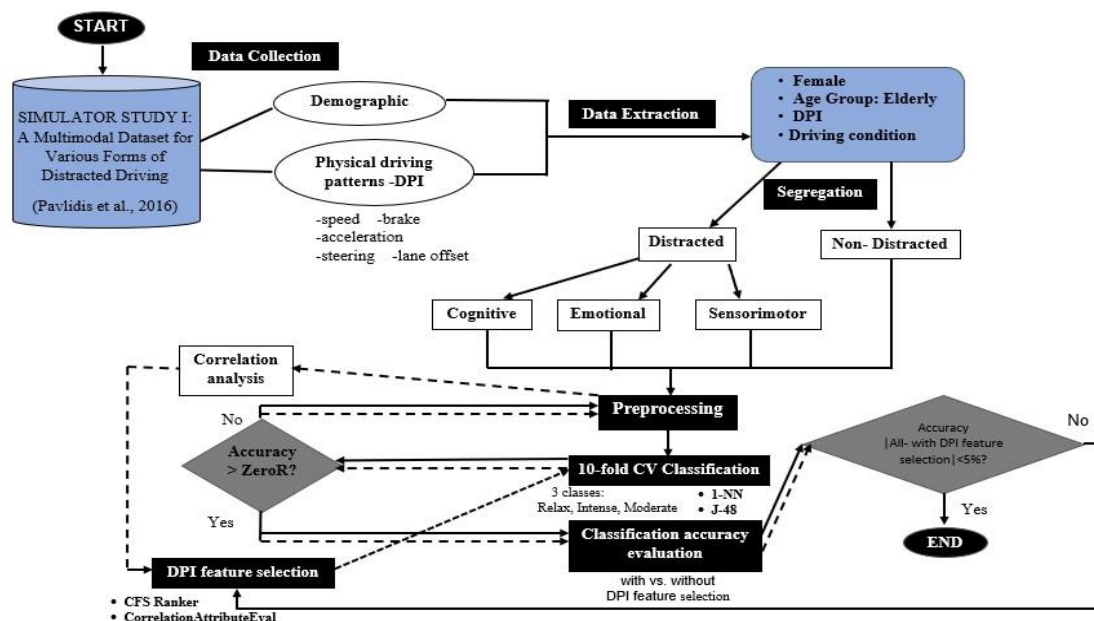 START
Data Collection
SIMULATOR STUDY I:
A Multimodal Dataset for
Various Forms of
Distracted Driving
(Pavlidis et al., 2016)
Demographic
Physical driving
patterns -DPI
-speed -brake
-acceleration
-steering -lane offset
Data Extraction
• Female
• Age Group: Elderly
• DPI
• Driving condition
Segregation
Distracted
Non- Distracted
Cognitive
Emotional
Sensorimotor
Correlation
analysis
Preprocessing
No
Accuracy
> ZeroR?
Yes
10-fold CV Classification
3 classes:
Relax, Intense, Moderate
• 1-NN
• J-48
Classification accuracy
evaluation
with vs. without
DPI feature selection
Accuracy
|All- with DPI feature
selection|<5%?
No
Yes
END
DPI feature selection
• CFS Ranker
• CorrelationAttributeEval